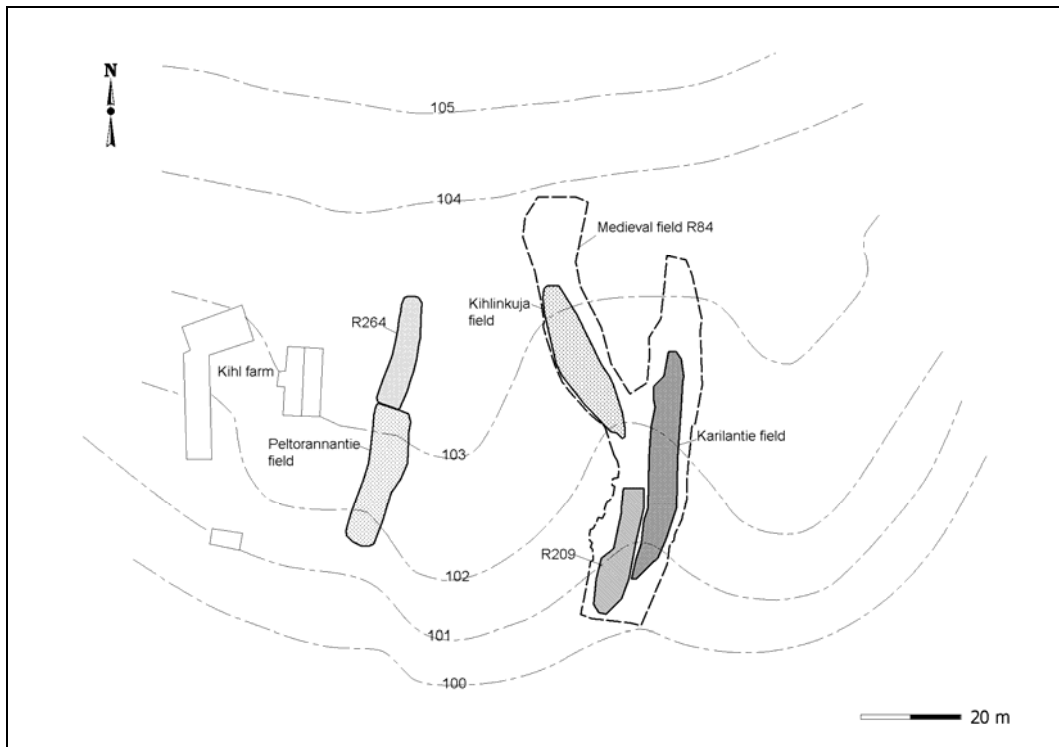 N
105
104
Medieval field R84
Kihlinkuja
field
R264
Kihl farm
Karilantie field
Peltorannantie
field
103
R209
102
101
100
20 m